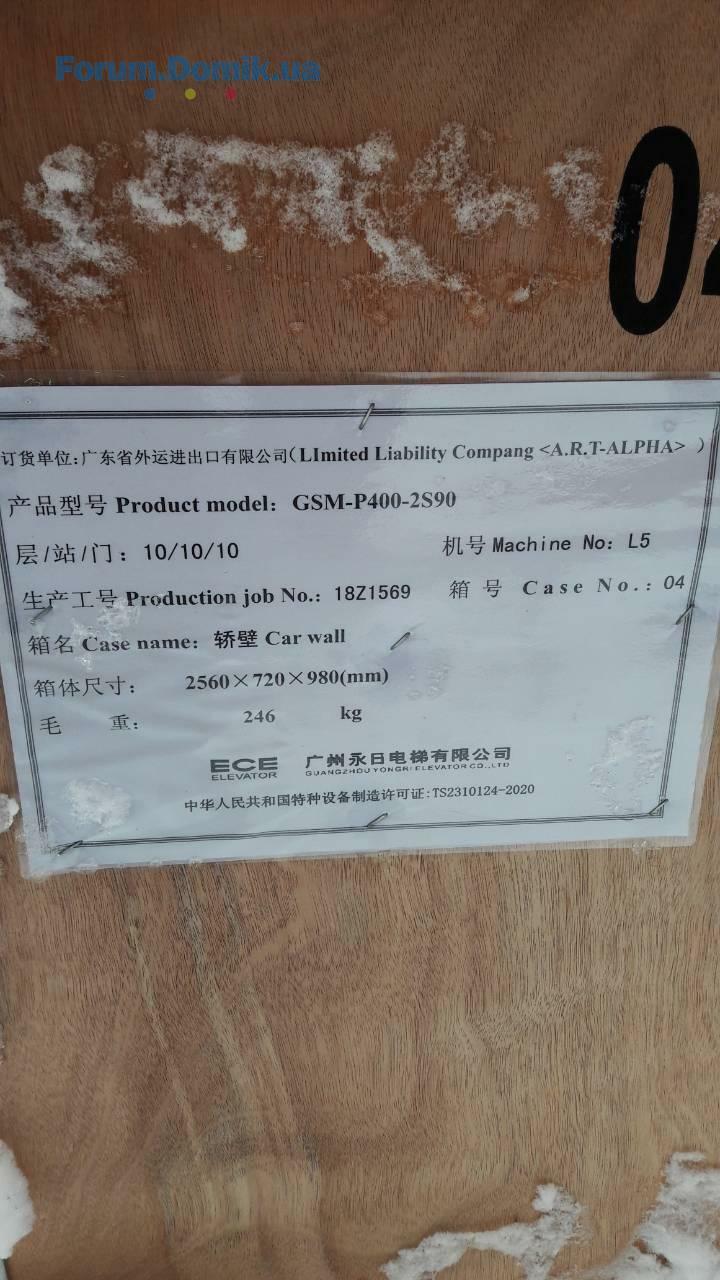 Forum.Domik.ua
0
订货单位:广东省外运进出口有限公司(LImited Liability Compang <A.R.T-ALPHA> )
产品型号 Product model: GSM-P400-2S90
层/站/门: 10/10/10 机号 Machine No: L5
生产工号 Production job No.: 18Z1569 箱 号 Case No.: 04
箱名 Case name: 轿壁 Car wall
箱体尺寸: 2560×720×980(mm)
毛 重: 246 kg
ECE 广州永日电梯有限公司
ELEVATOR GUANGZHOU YONGRI ELEVATOR CO.,LTD
中华人民共和国特种设备制造许可证:TS2310124-2020